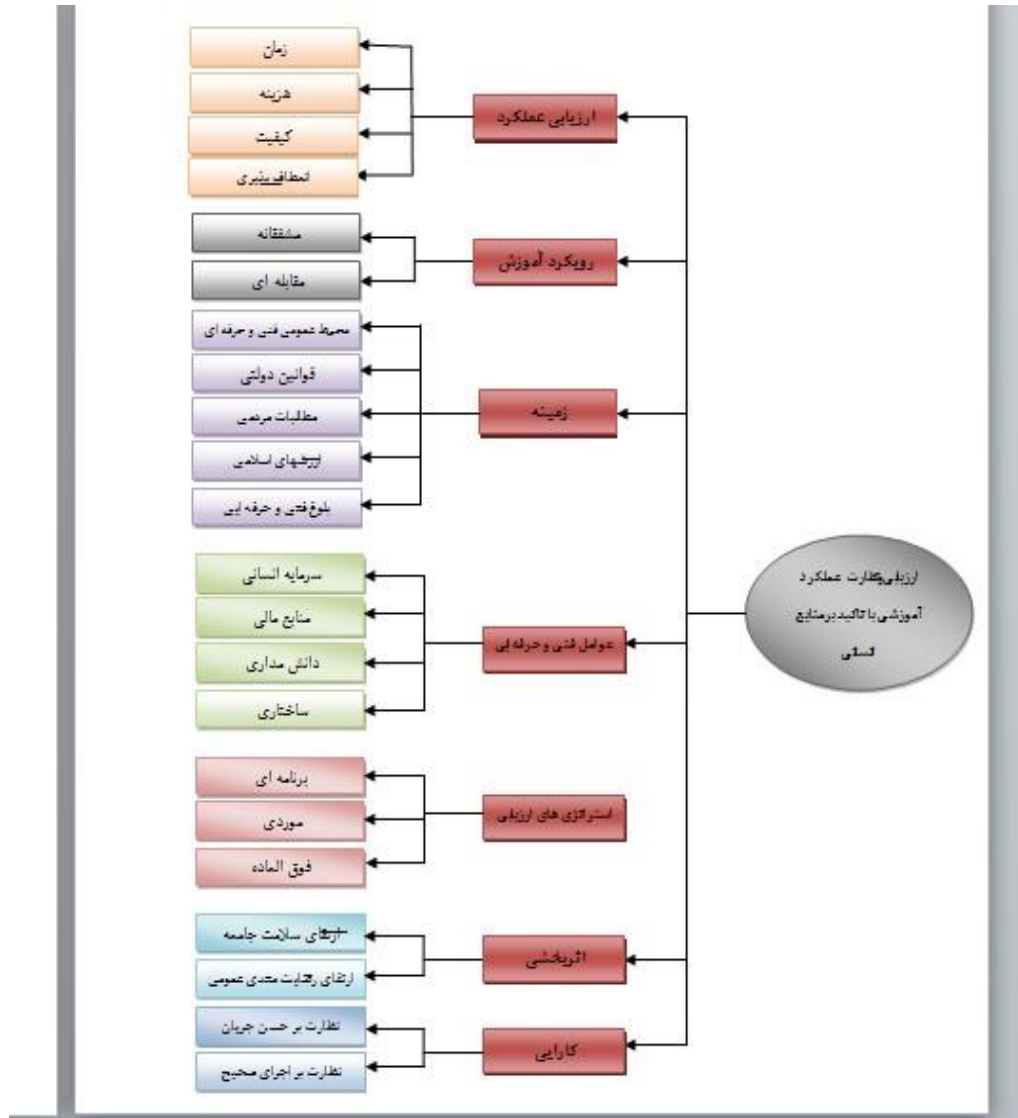 ارزیابی ونظارت عملکرد
آموزشی با تاکید بر منابع
انسانی
ارزیابی عملکرد
زمان
هزینه
کیفیت
انعطاف پذیری
رویکرد آموزش
مشفقانه
مقابله ای
زمینه
محیط عمومی فنی و حرفه ای
قوانین دولتی
مطالبات مردمی
ارزشهای اسلامی
بلوغ فنی و حرفه ایی
عوامل فنی و حرفه ایی
سرمایه انسانی
منابع مالی
دانش مداری
ساختاری
استراتژی های ارزیابی
برنامه ای
موردی
فوق العاده
اثربخشی
ارتقای سلامت جامعه
ارتقای رضایت مندی عمومی
کارایی
نظارت بر حسن جریان
نظارت بر اجرای صحیح